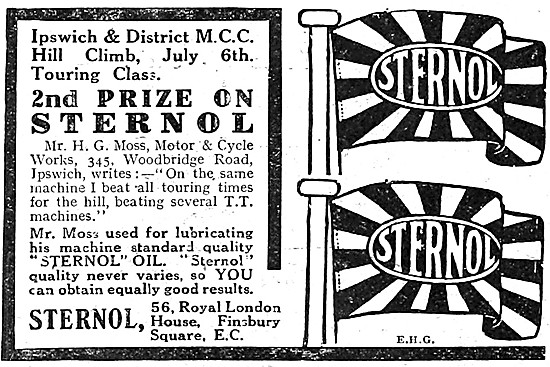 Ipswich & District M.C.C.
Hill Climb, July 6th.
Touring Class.
2nd PRIZE ON
STERNOL
Mr. H. G. Moss, Motor & Cycle
Works, 345, Woodbridge Road,
Ipswich, writes :—"On the same
machine I beat all touring times
for the hill, beating several T.T.
machines."
Mr. Moss used for lubricating
his machine standard quality
"STERNOL" OIL. "Sternol"
quality never varies, so YOU
can obtain equally good results.
STERNOL, 56, Royal London
House, Finsbury
Square, E.C.
STERNOL
STERNOL
E.H.G.